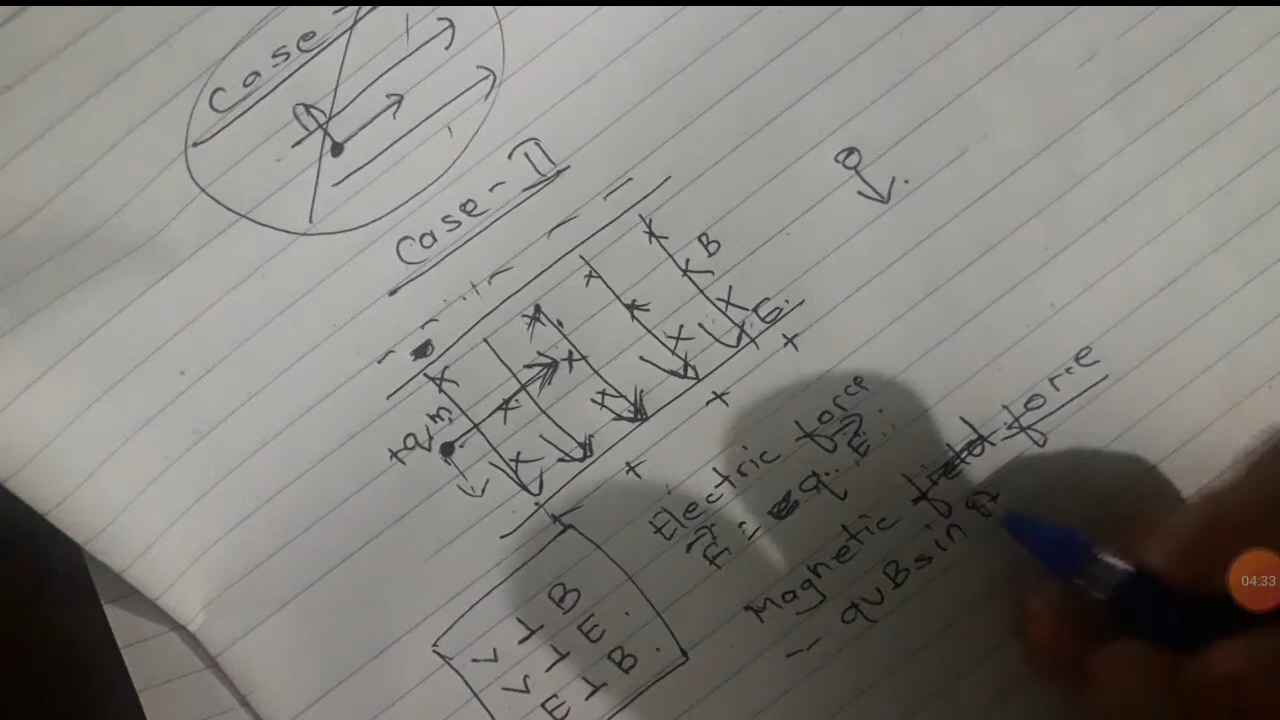 Case -
Case - II
B
E
+q, m
Electric force
F = q. E
Magnetic force
- qvBsin θ
v ⊥ B
v ⊥ E.
E ⊥ B.
04:33